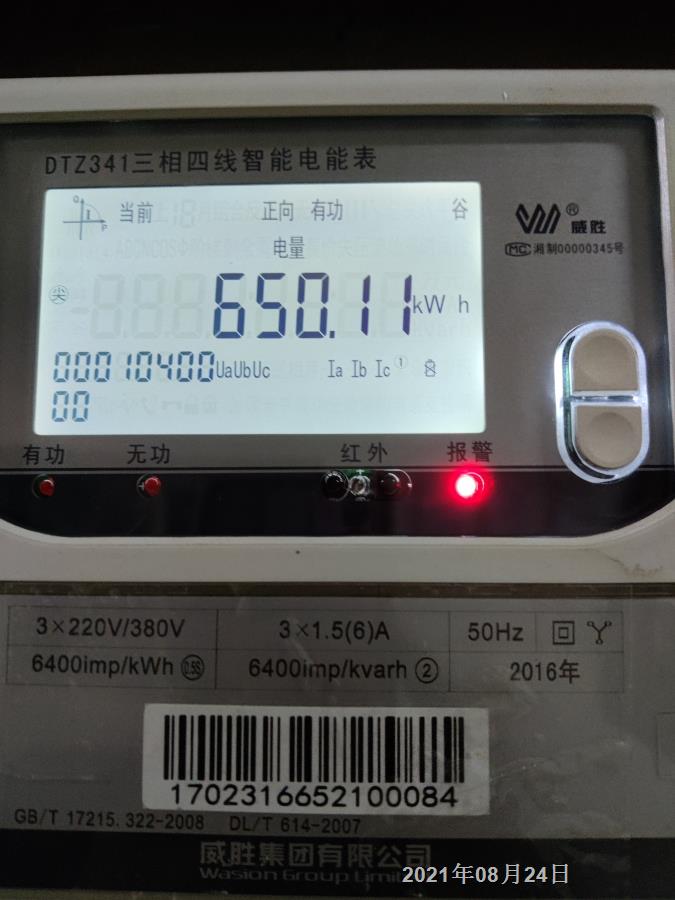 DTZ341三相四线智能电能表
当前 正向 有功 谷
电量
威胜
MC 湘制00000345号
尖 650.11 kWh
00010400 UaUbUc Ia Ib Ic ①
00
有功 无功 红外 报警
3×220V/380V 3×1.5(6)A 50Hz
6400imp/kWh 0.5S 6400imp/kvarh ② 2016年
1702316652100084
GB/T 17215.322-2008 DL/T 614-2007
威胜集团有限公司
Wasion Group Limited
2021年08月24日